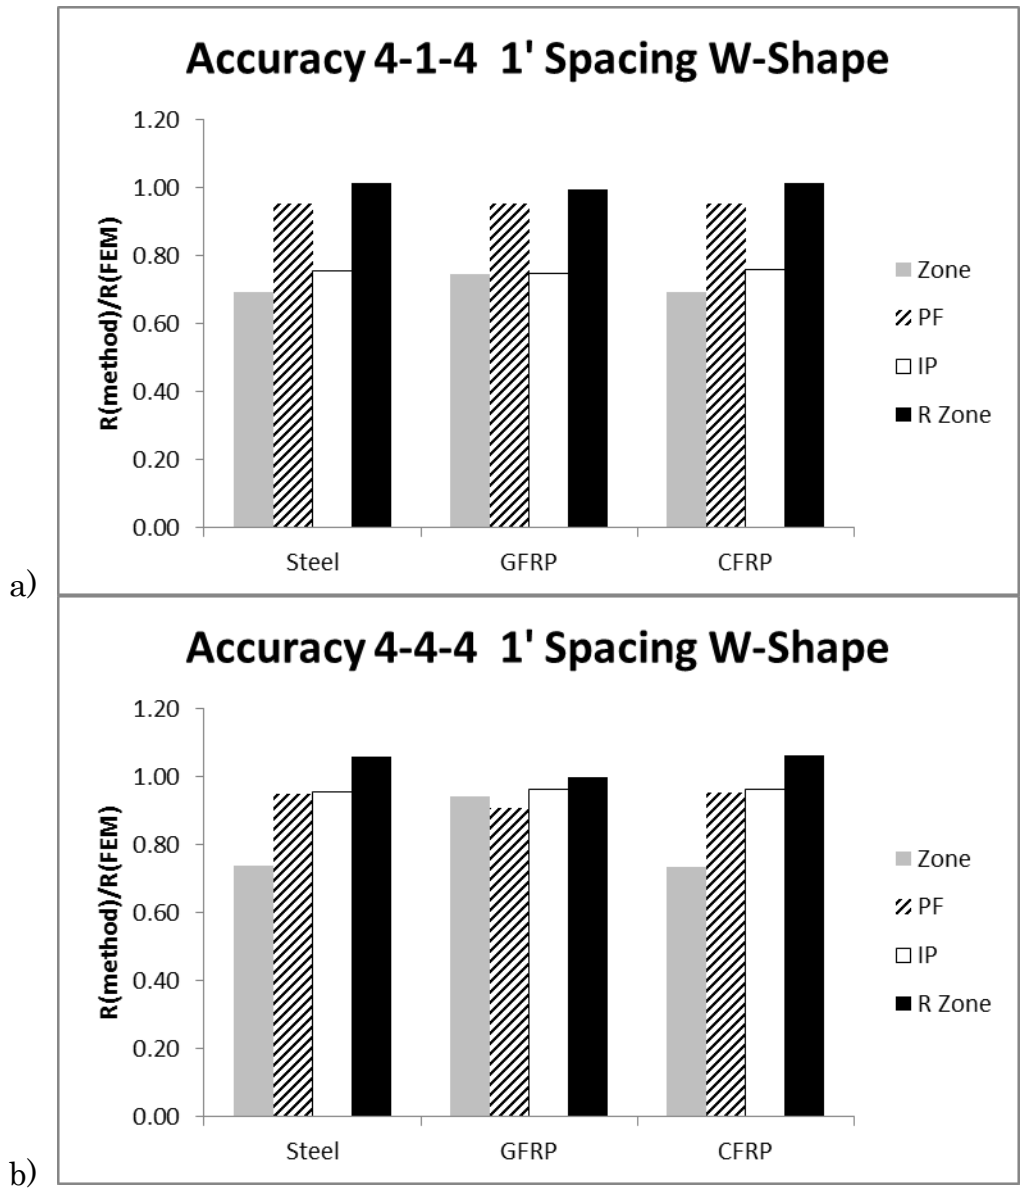 Accuracy 4-1-4 1' Spacing W-Shape
R(method)/R(FEM)
1.20
1.00
0.80
0.60
0.40
0.20
0.00
Steel GFRP CFRP
Zone
PF
IP
R Zone
a)
Accuracy 4-4-4 1' Spacing W-Shape
R(method)/R(FEM)
1.20
1.00
0.80
0.60
0.40
0.20
0.00
Steel GFRP CFRP
Zone
PF
IP
R Zone
b)